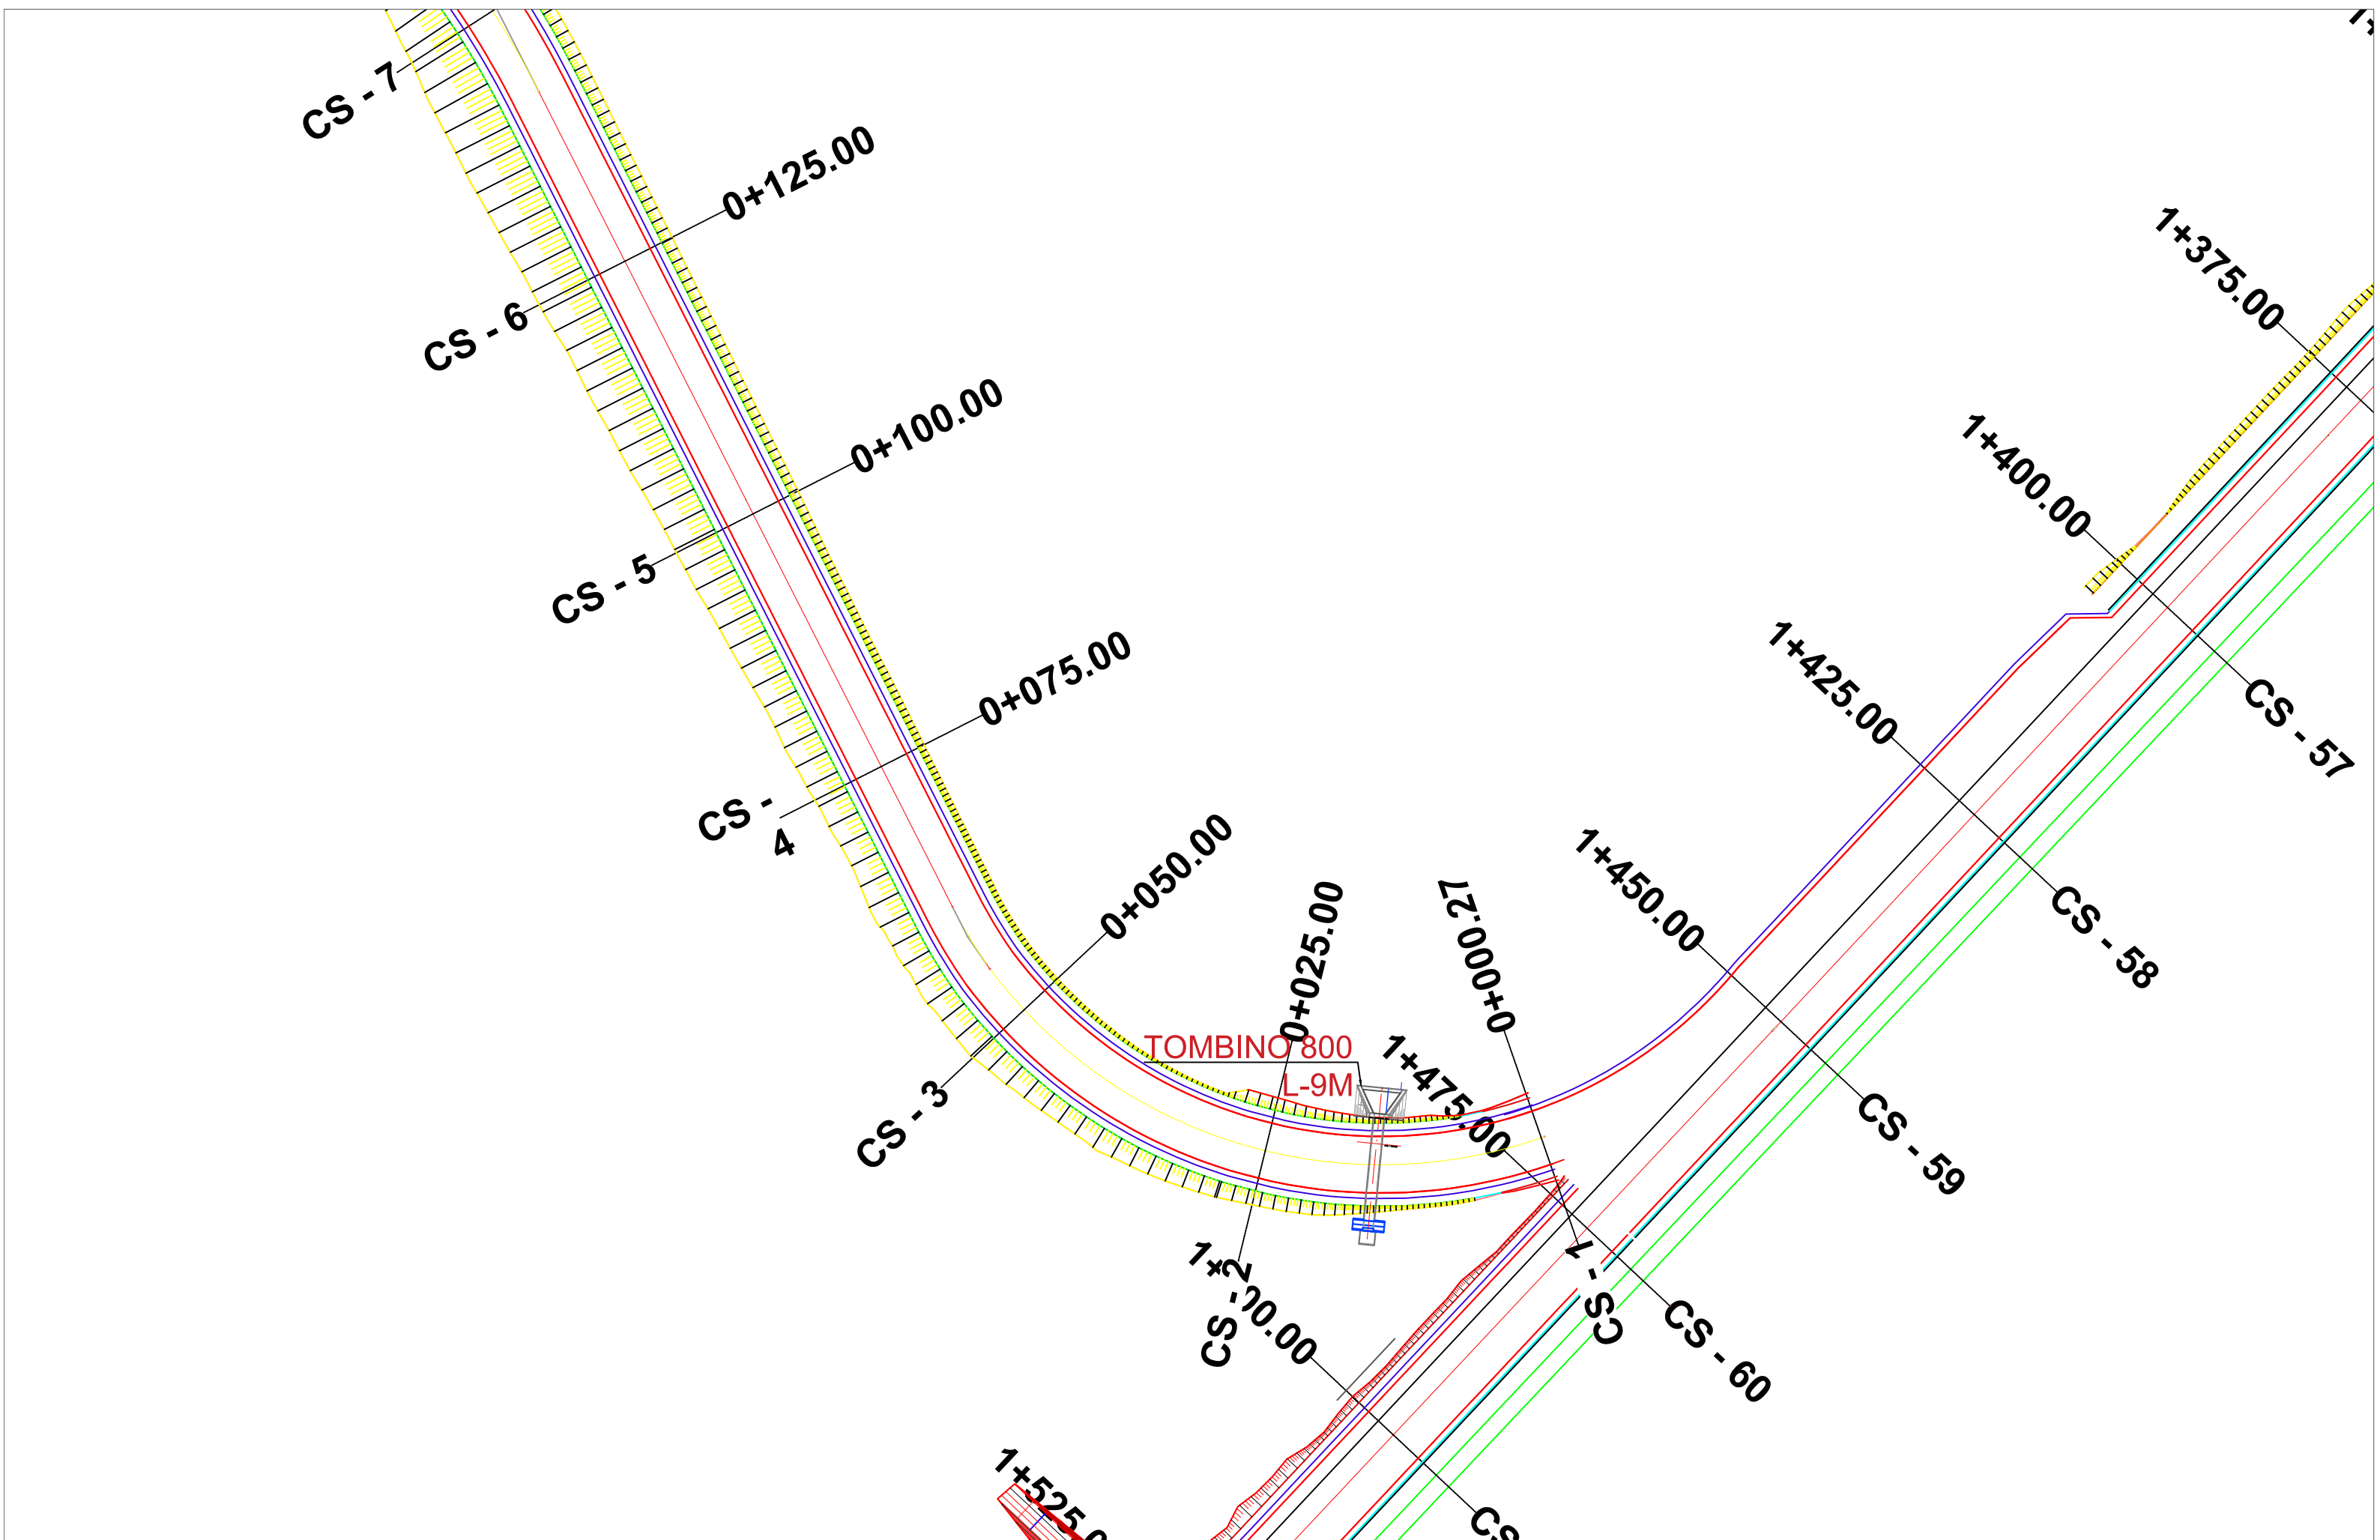 CS - 7
0+125.00
CS - 6
0+100.00
CS - 5
0+075.00
CS -
4
0+050.00
CS - 3
0+025.00
CS - 2
0+000.27
CS - 1
TOMBINO 800
L-9M
1+375.00
1+400.00
CS - 57
1+425.00
CS - 58
1+450.00
CS - 59
1+475.00
CS - 60